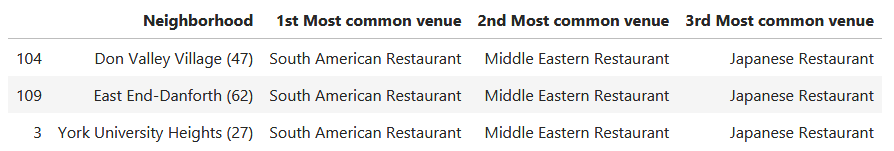 Neighborhood 1st Most common venue 2nd Most common venue 3rd Most common venue
104 Don Valley Village (47) South American Restaurant Middle Eastern Restaurant Japanese Restaurant
109 East End-Danforth (62) South American Restaurant Middle Eastern Restaurant Japanese Restaurant
3 York University Heights (27) South American Restaurant Middle Eastern Restaurant Japanese Restaurant